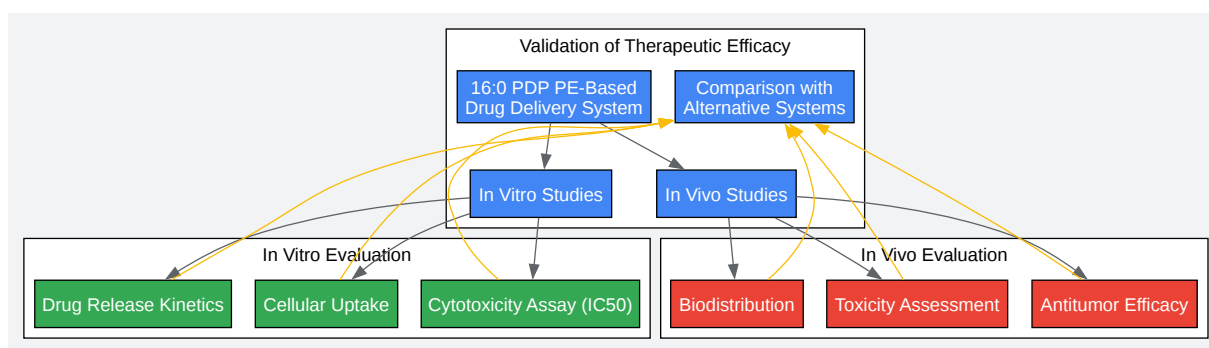 Validation of Therapeutic Efficacy
16:0 PDP PE-Based
Drug Delivery System
Comparison with
Alternative Systems
In Vitro Studies
In Vivo Studies
In Vitro Evaluation
In Vivo Evaluation
Drug Release Kinetics
Cellular Uptake
Cytotoxicity Assay (IC50)
Biodistribution
Toxicity Assessment
Antitumor Efficacy